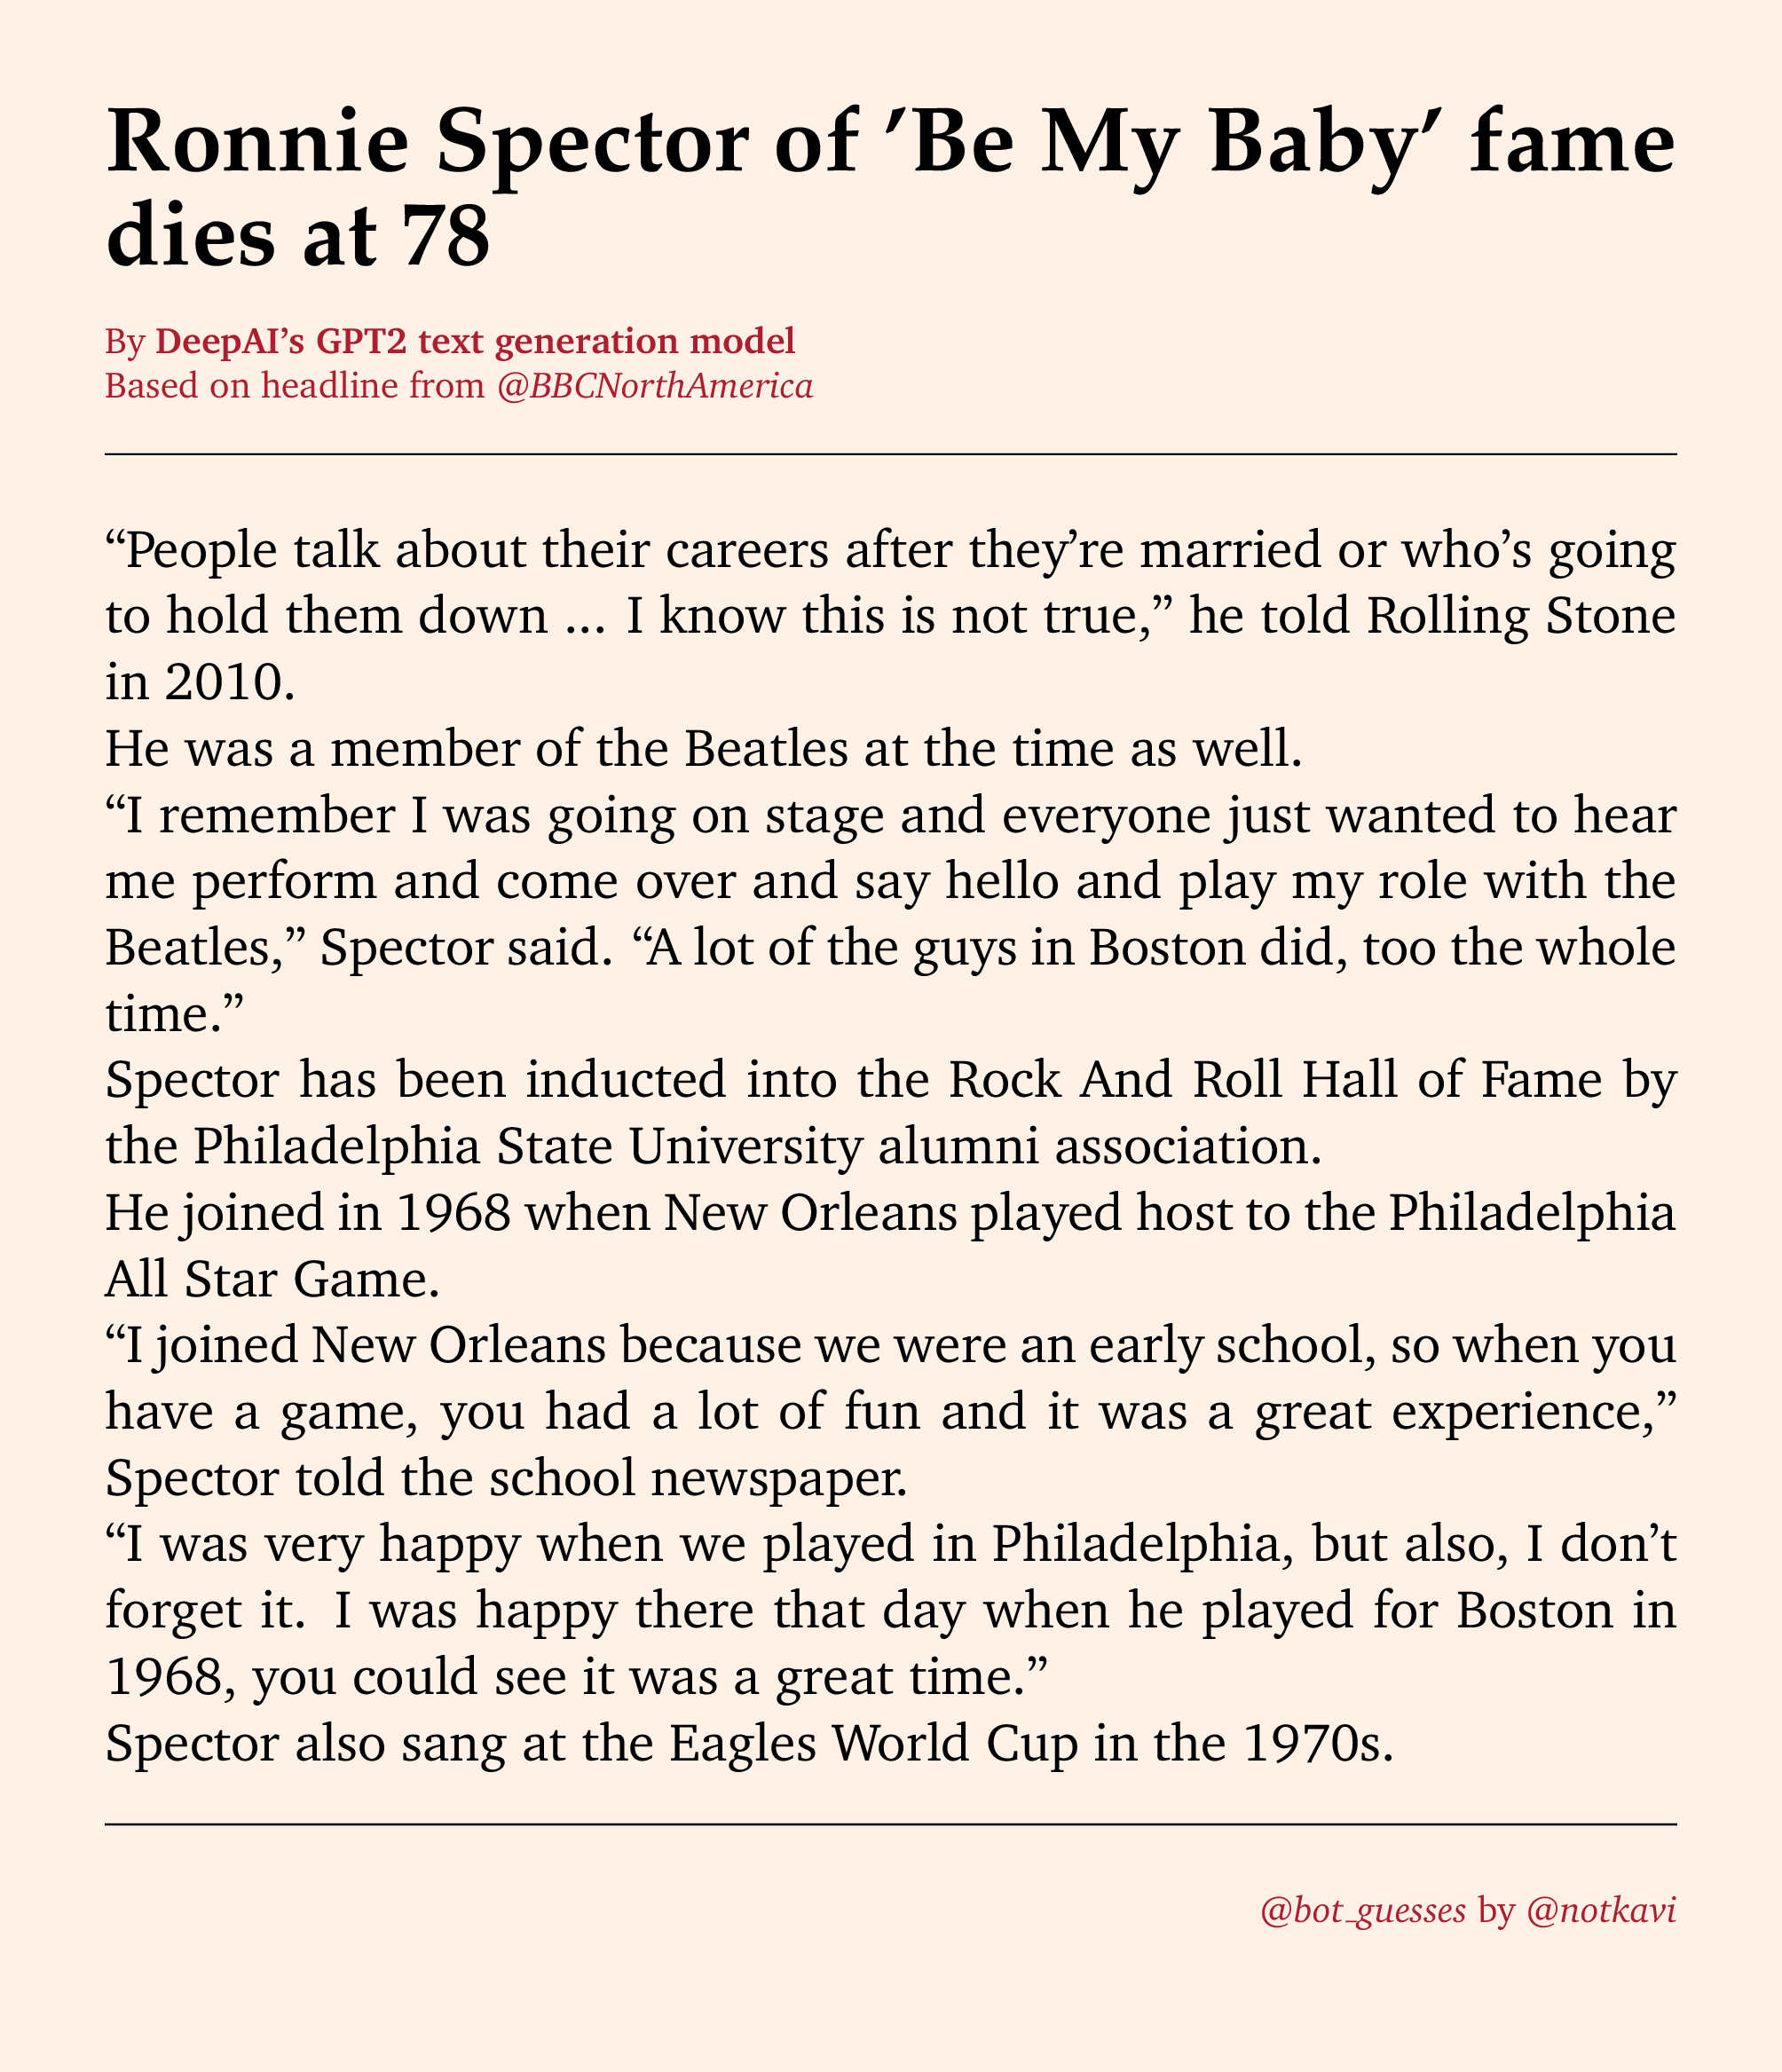 Ronnie Spector of ’Be My Baby’ fame
dies at 78
By DeepAI’s GPT2 text generation model
Based on headline from @BBCNorthAmerica
“People talk about their careers after they’re married or who’s going
to hold them down ... I know this is not true,” he told Rolling Stone
in 2010.
He was a member of the Beatles at the time as well.
“I remember I was going on stage and everyone just wanted to hear
me perform and come over and say hello and play my role with the
Beatles,” Spector said. “A lot of the guys in Boston did, too the whole
time.”
Spector has been inducted into the Rock And Roll Hall of Fame by
the Philadelphia State University alumni association.
He joined in 1968 when New Orleans played host to the Philadelphia
All Star Game.
“I joined New Orleans because we were an early school, so when you
have a game, you had a lot of fun and it was a great experience,”
Spector told the school newspaper.
“I was very happy when we played in Philadelphia, but also, I don’t
forget it. I was happy there that day when he played for Boston in
1968, you could see it was a great time.”
Spector also sang at the Eagles World Cup in the 1970s.
@bot_guesses by @notkavi